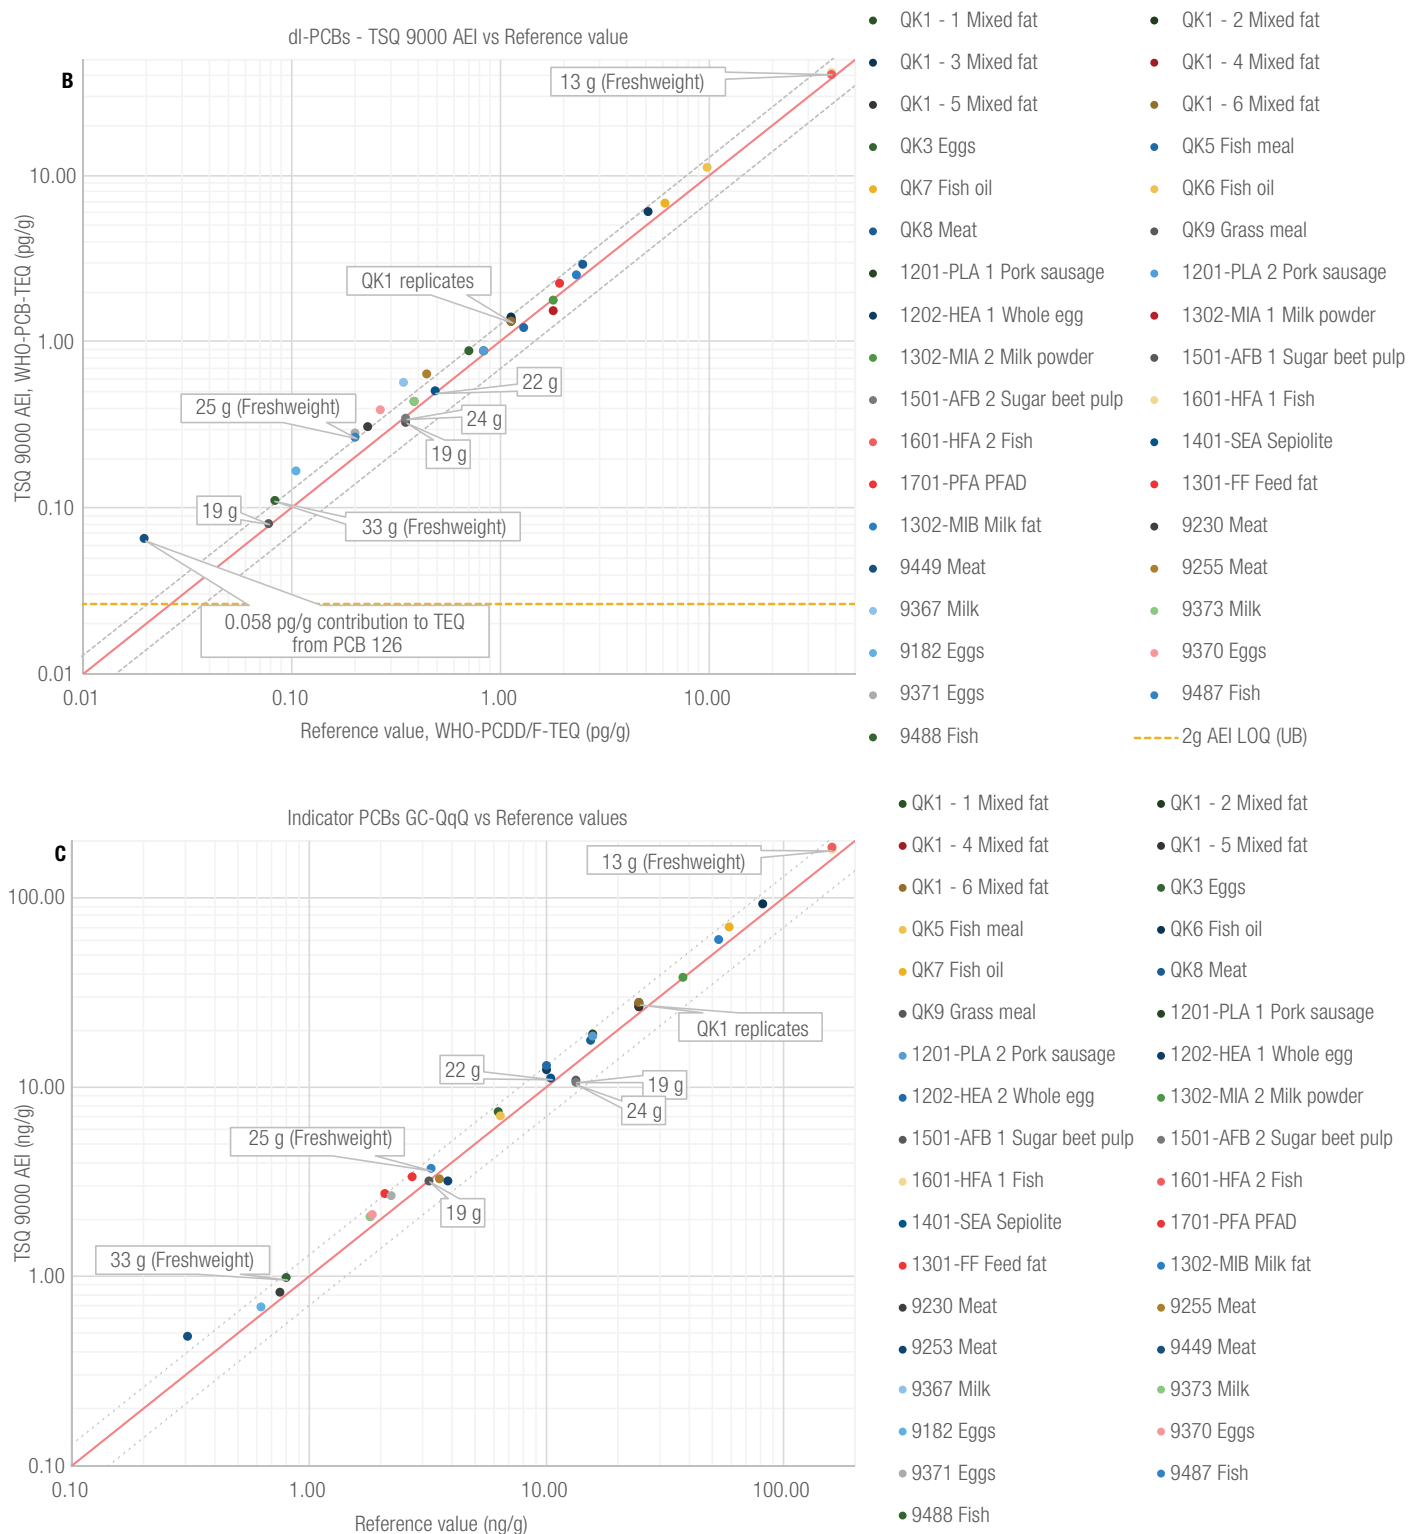 dl-PCBs - TSQ 9000 AEI vs Reference value
B
TSQ 9000 AEI, WHO-PCB-TEQ (pg/g)
10.00
1.00
0.10
0.01
0.01
0.10
1.00
10.00
Reference value, WHO-PCDD/F-TEQ (pg/g)
13 g (Freshweight)
QK1 replicates
22 g
25 g (Freshweight)
24 g
19 g
19 g
33 g (Freshweight)
0.058 pg/g contribution to TEQ
from PCB 126
QK1 - 1 Mixed fat
QK1 - 2 Mixed fat
QK1 - 3 Mixed fat
QK1 - 4 Mixed fat
QK1 - 5 Mixed fat
QK1 - 6 Mixed fat
QK3 Eggs
QK5 Fish meal
QK7 Fish oil
QK6 Fish oil
QK8 Meat
QK9 Grass meal
1201-PLA 1 Pork sausage
1201-PLA 2 Pork sausage
1202-HEA 1 Whole egg
1302-MIA 1 Milk powder
1302-MIA 2 Milk powder
1501-AFB 1 Sugar beet pulp
1501-AFB 2 Sugar beet pulp
1601-HFA 1 Fish
1601-HFA 2 Fish
1401-SEA Sepiolite
1701-PFA PFAD
1301-FF Feed fat
1302-MIB Milk fat
9230 Meat
9449 Meat
9255 Meat
9367 Milk
9373 Milk
9182 Eggs
9370 Eggs
9371 Eggs
9487 Fish
9488 Fish
2g AEI LOQ (UB)
Indicator PCBs GC-QqQ vs Reference values
C
TSQ 9000 AEI (ng/g)
100.00
10.00
1.00
0.10
0.10
1.00
10.00
100.00
Reference value (ng/g)
13 g (Freshweight)
QK1 replicates
22 g
19 g
24 g
25 g (Freshweight)
19 g
33 g (Freshweight)
QK1 - 1 Mixed fat
QK1 - 2 Mixed fat
QK1 - 4 Mixed fat
QK1 - 5 Mixed fat
QK1 - 6 Mixed fat
QK3 Eggs
QK5 Fish meal
QK6 Fish oil
QK7 Fish oil
QK8 Meat
QK9 Grass meal
1201-PLA 1 Pork sausage
1201-PLA 2 Pork sausage
1202-HEA 1 Whole egg
1202-HEA 2 Whole egg
1302-MIA 2 Milk powder
1501-AFB 1 Sugar beet pulp
1501-AFB 2 Sugar beet pulp
1601-HFA 1 Fish
1601-HFA 2 Fish
1401-SEA Sepiolite
1701-PFA PFAD
1301-FF Feed fat
1302-MIB Milk fat
9230 Meat
9255 Meat
9253 Meat
9449 Meat
9367 Milk
9373 Milk
9182 Eggs
9370 Eggs
9371 Eggs
9487 Fish
9488 Fish